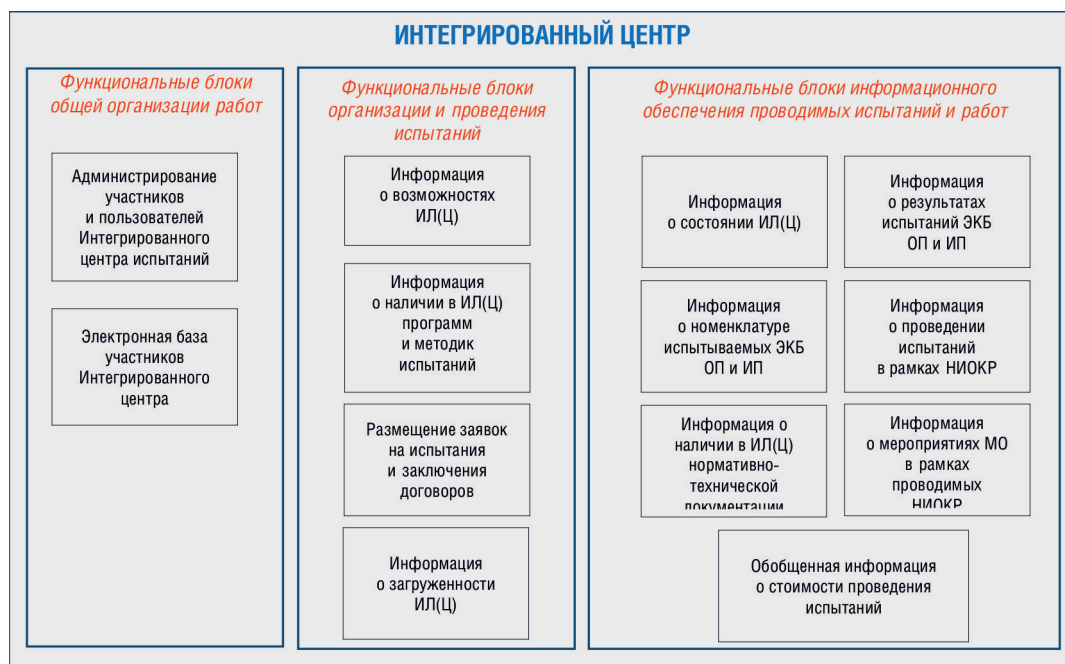 ИНТЕГРИРОВАННЫЙ ЦЕНТР
Функциональные блоки
общей организации работ
Администрирование
участников
и пользователей
Интегрированного
центра испытаний
Электронная база
участников
Интегрированного
центра
Функциональные блоки
организации и проведения
испытаний
Информация
о возможностях
ИЛ(Ц)
Информация
о наличии в ИЛ(Ц)
программ
и методик
испытаний
Размещение заявок
на испытания
и заключения
договоров
Информация
о загруженности
ИЛ(Ц)
Функциональные блоки информационного
обеспечения проводимых испытаний и работ
Информация
о состоянии ИЛ(Ц)
Информация
о результатах
испытаний ЭКБ
ОП и ИП
Информация
о номенклатуре
испытываемых ЭКБ
ОП и ИП
Информация
о проведении
испытаний
в рамках НИОКР
Информация о
наличии в ИЛ(Ц)
нормативно-
технической
документации
Информация
о мероприятиях МО
в рамках
проводимых
НИОКР
Обобщенная информация
о стоимости проведения
испытаний